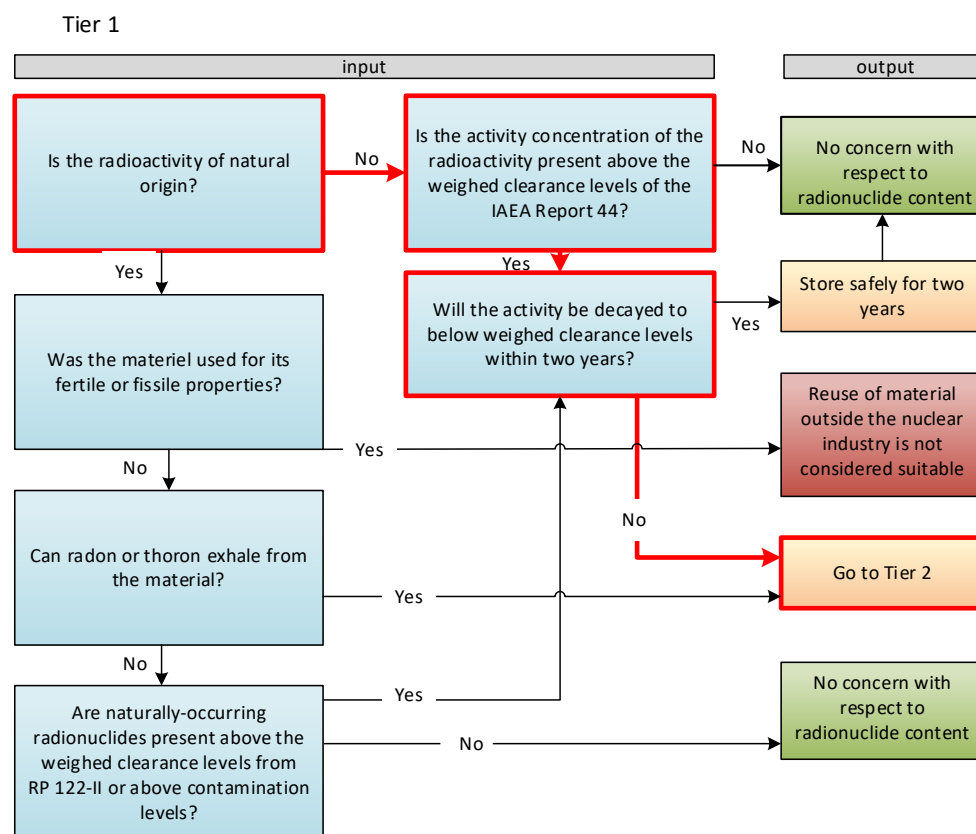 Tier 1
input
output
Is the radioactivity of natural
origin?
No
Is the activity concentration of the
radioactivity present above the
weighed clearance levels of the
IAEA Report 44?
No
No concern with
respect to
radionuclide content
Yes
Yes
Will the activity be decayed to
below weighed clearance levels
within two years?
Yes
Store safely for two
years
Was the materiel used for its
fertile or fissile properties?
Yes
Reuse of material
outside the nuclear
industry is not
considered suitable
No
No
Can radon or thoron exhale from
the material?
Yes
Go to Tier 2
No
Are naturally-occurring
radionuclides present above the
weighed clearance levels from
RP 122-II or above contamination
levels?
Yes
No
No concern with
respect to
radionuclide content